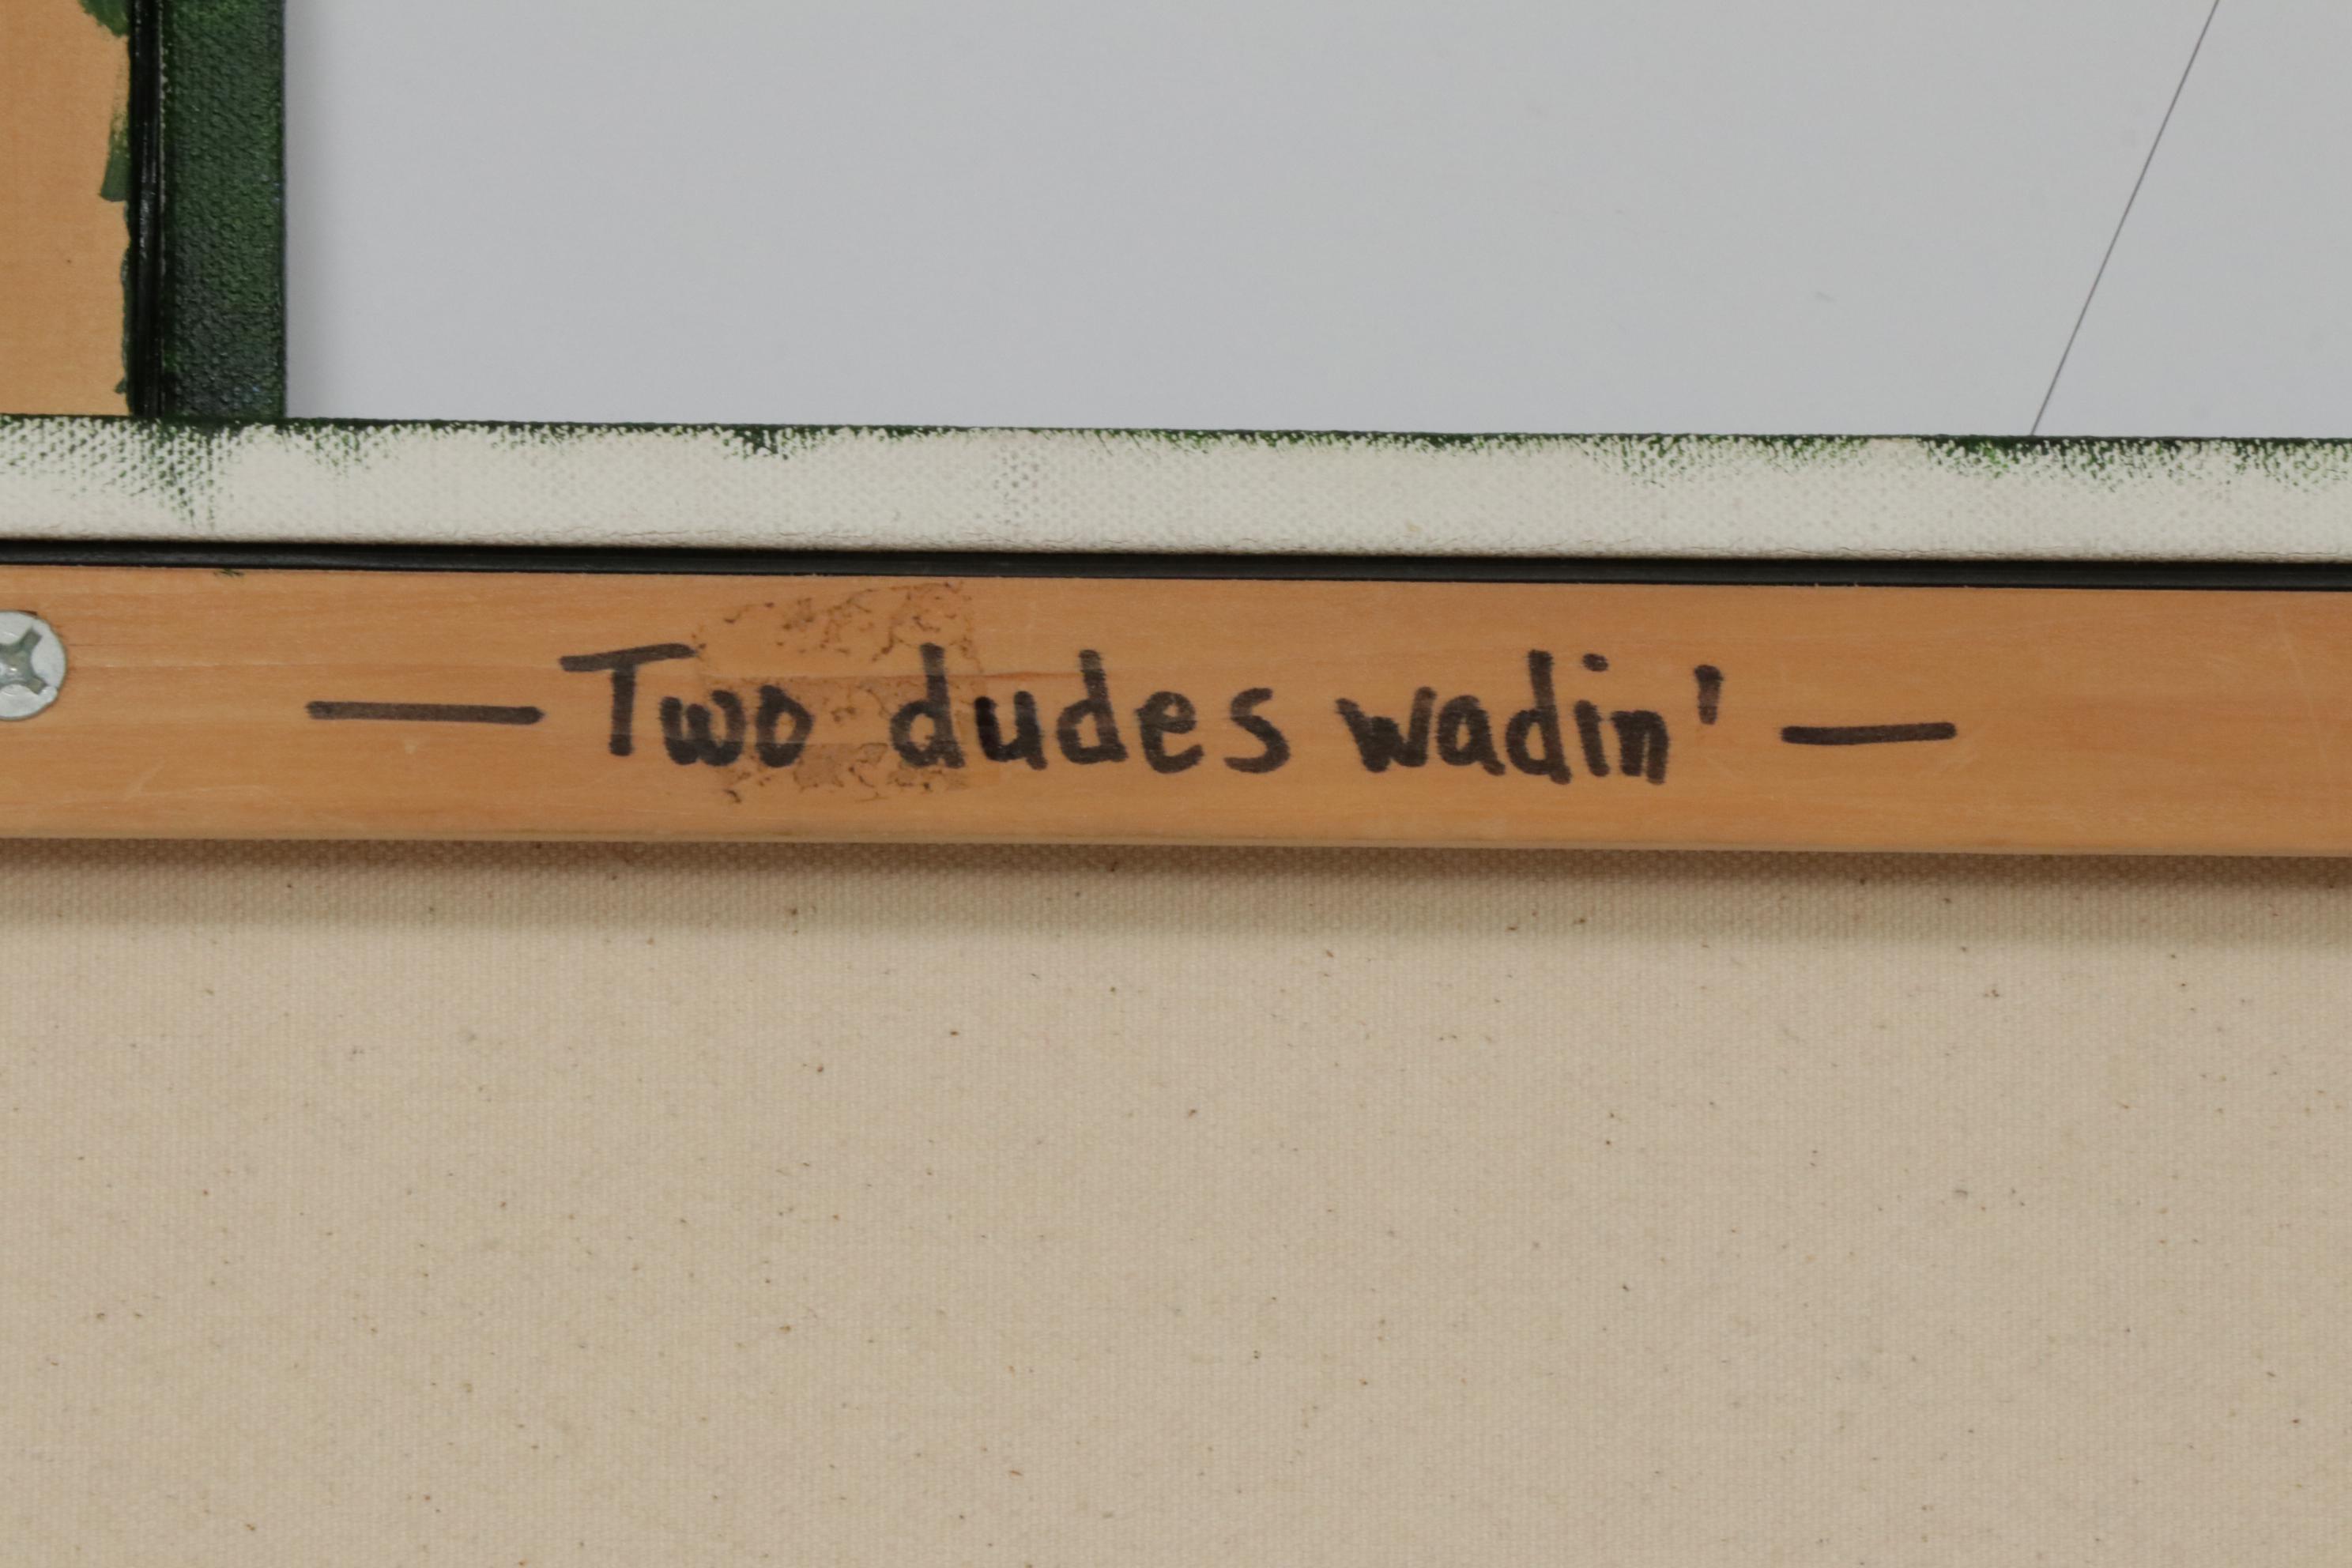 — Two dudes wadin' —